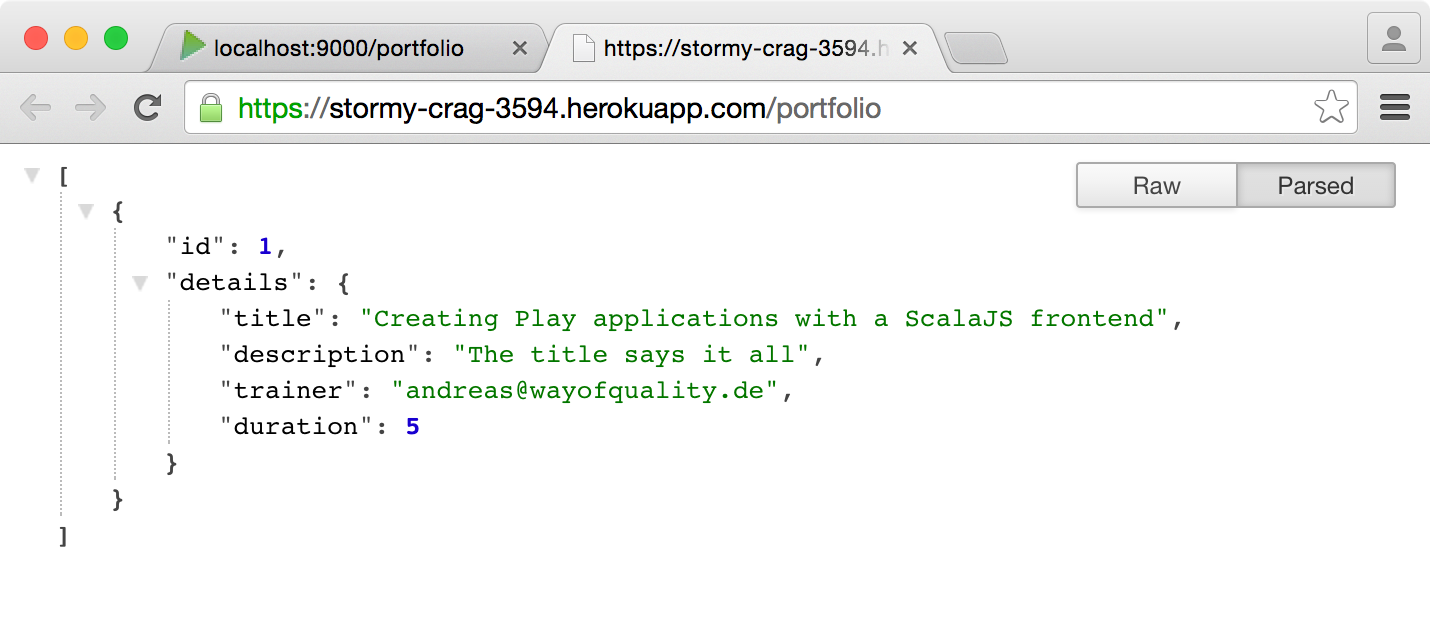 localhost:9000/portfolio
https://stormy-crag-3594.h
https://stormy-crag-3594.herokuapp.com/portfolio
Raw Parsed
[
{
"id": 1,
"details": {
"title": "Creating Play applications with a ScalaJS frontend",
"description": "The title says it all",
"trainer": "andreas@wayofquality.de",
"duration": 5
}
}
]